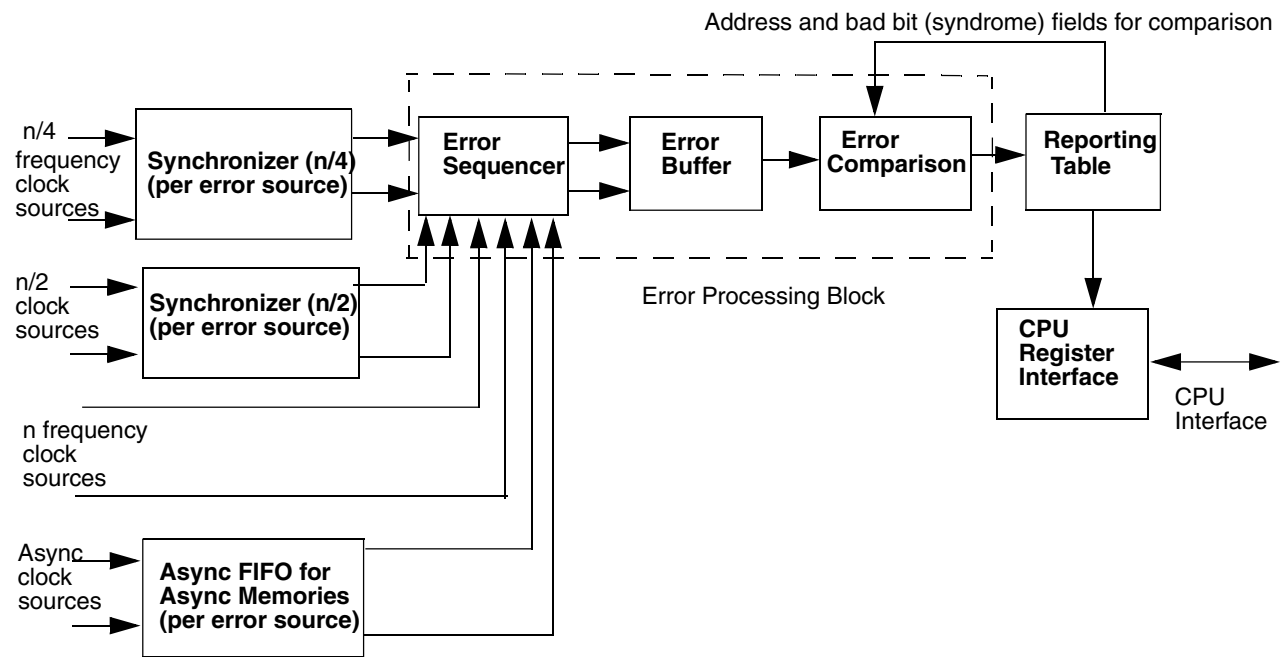 Address and bad bit (syndrome) fields for comparison
n/4
frequency
clock
sources
Synchronizer (n/4)
(per error source)
Error
Sequencer
Error
Buffer
Error
Comparison
Reporting
Table
n/2
clock
sources
Synchronizer (n/2)
(per error source)
Error Processing Block
CPU
Register
Interface
CPU
Interface
n frequency
clock
sources
Async
clock
sources
Async FIFO for
Async Memories
(per error source)